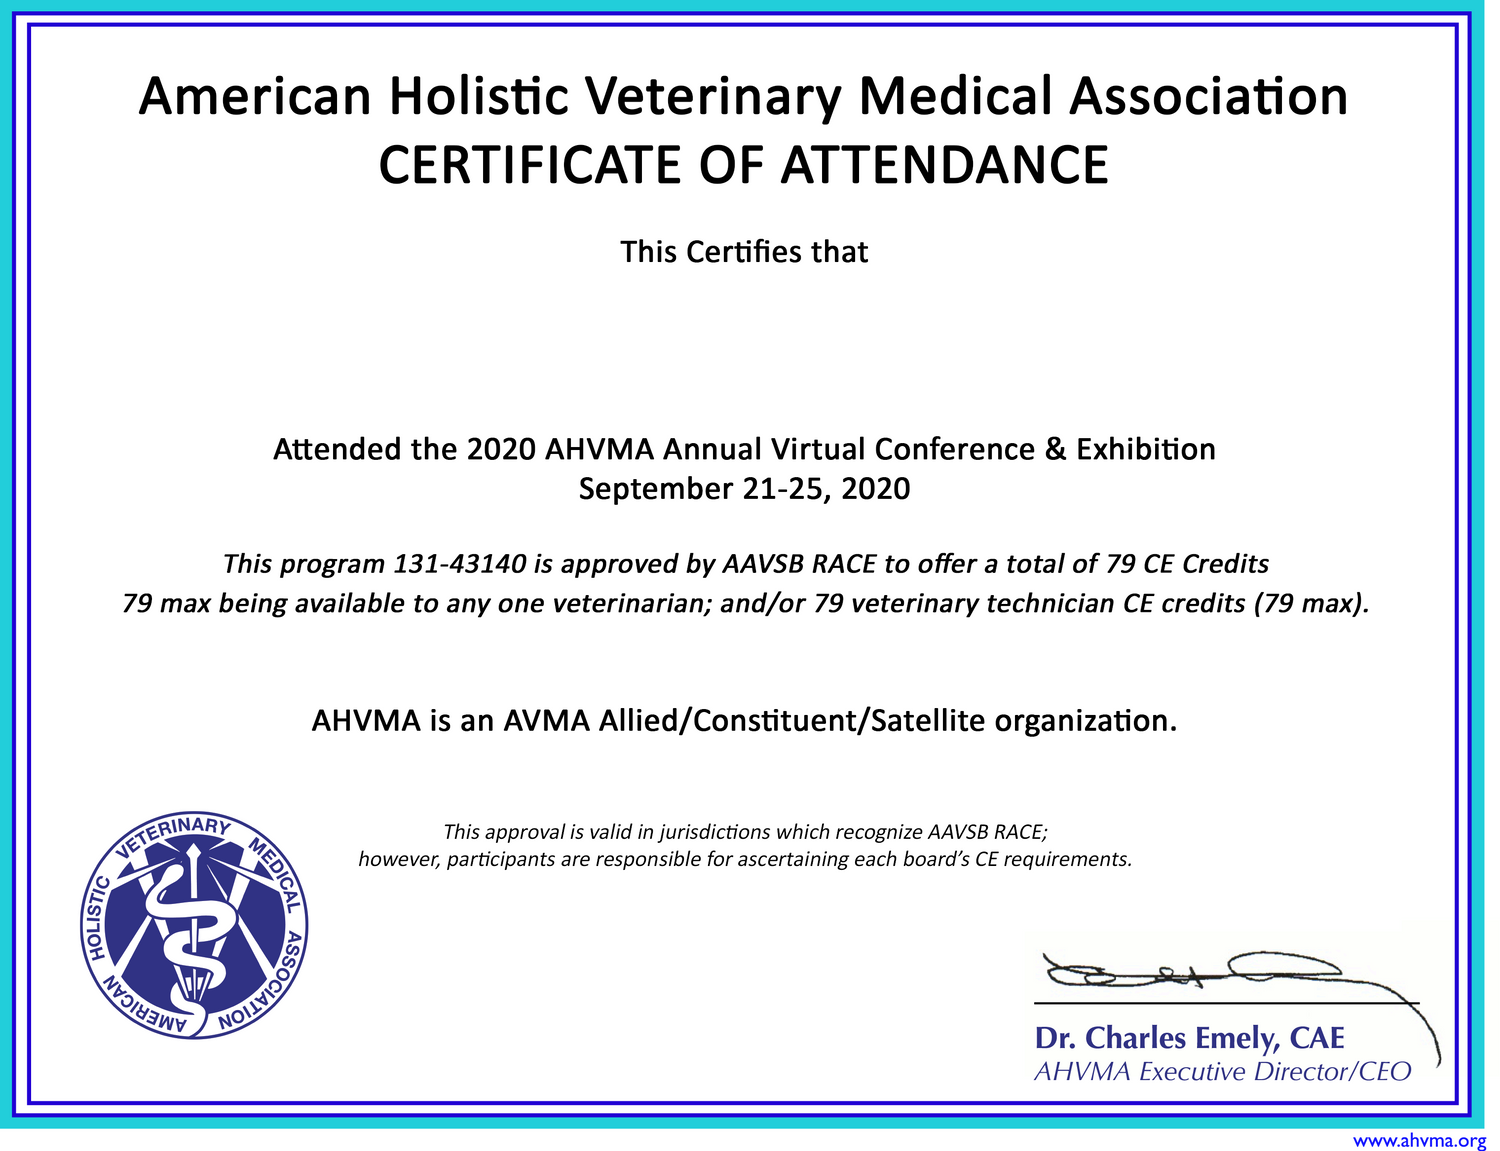 American Holistic Veterinary Medical Association
CERTIFICATE OF ATTENDANCE
This Certifies that
Attended the 2020 AHVMA Annual Virtual Conference & Exhibition
September 21-25, 2020
This program 131-43140 is approved by AAVSB RACE to offer a total of 79 CE Credits
79 max being available to any one veterinarian; and/or 79 veterinary technician CE credits (79 max).
AHVMA is an AVMA Allied/Constituent/Satellite organization.
This approval is valid in jurisdictions which recognize AAVSB RACE;
however, participants are responsible for ascertaining each board’s CE requirements.
AMERICAN HOLISTIC VETERINARY MEDICAL ASSOCIATION
Dr. Charles Emely, CAE
AHVMA Executive Director/CEO
www.ahvma.org